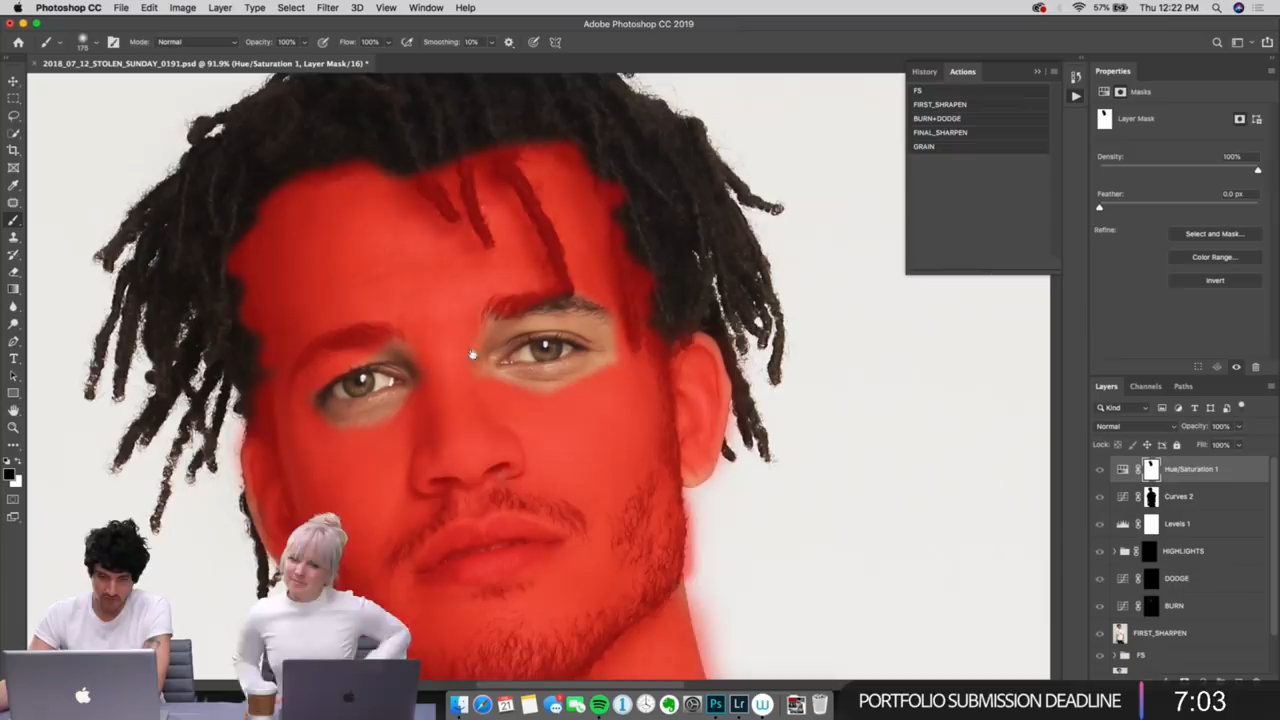 Photoshop CC File Edit Image Layer Type Select Filter 3D View Window Help 57% Thu 12:22 PM
Adobe Photoshop CC 2019
175 Mode: Normal Opacity: 100% Flow: 100% Smoothing: 10%
2018_07_12_STOLEN_SUNDAY_0191.psd @ 91.9% (Hue/Saturation 1, Layer Mask/16) *
History Actions
FS
FIRST_SHRAPEN
BURN+DODGE
FINAL_SHARPEN
GRAIN
Properties
Masks
Layer Mask
Density: 100%
Feather: 0.0 px
Refine: Select and Mask...
Color Range...
Invert
Layers Channels Paths
Kind
Normal Opacity: 100%
Lock: Fill: 100%
Hue/Saturation 1
Curves 2
Levels 1
HIGHLIGHTS
DODGE
BURN
FIRST_SHARPEN
FS
PORTFOLIO SUBMISSION DEADLINE 7:03